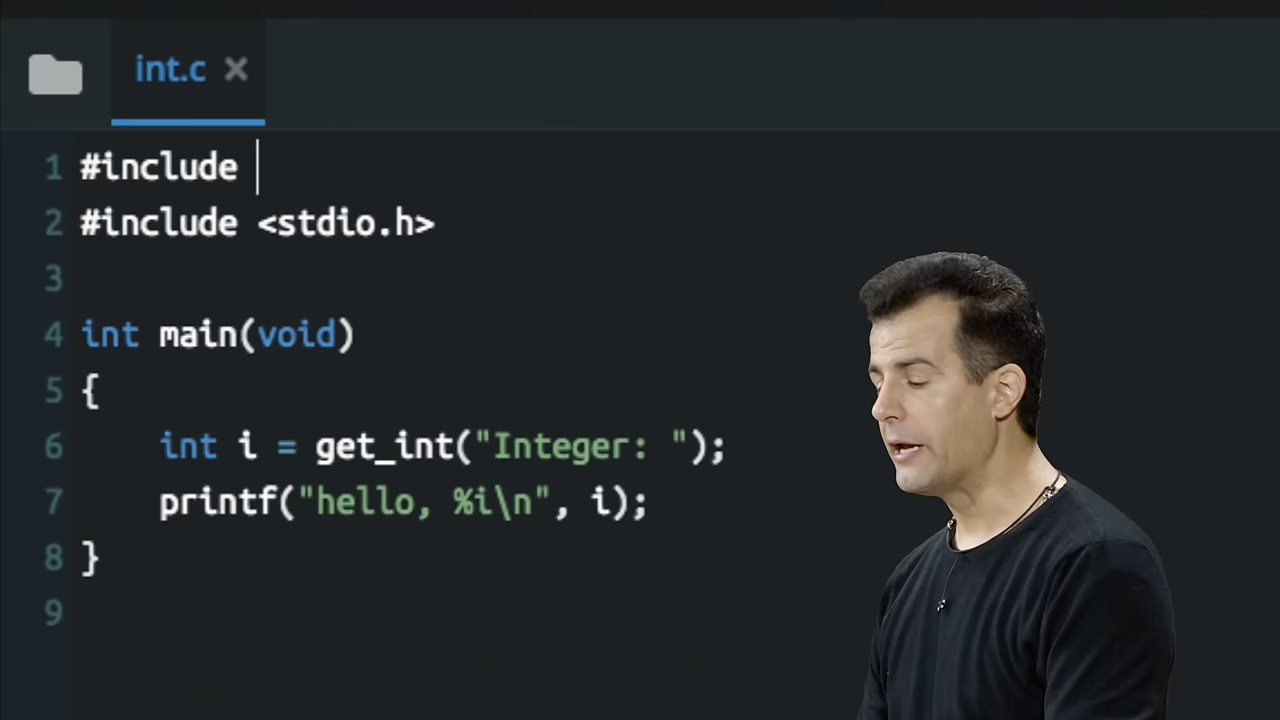 int.c ×
1 #include
2 #include <stdio.h>
3
4 int main(void)
5 {
6 int i = get_int("Integer: ");
7 printf("hello, %i\n", i);
8 }
9